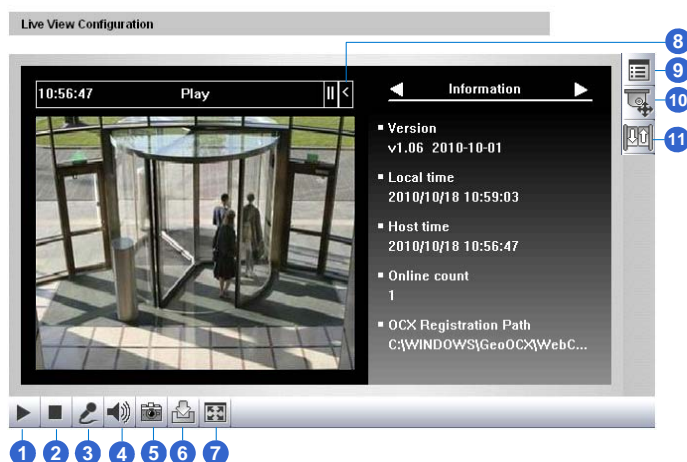 Live View Configuration
10:56:47 Play
Information
Version
v1.06 2010-10-01
Local time
2010/10/18 10:59:03
Host time
2010/10/18 10:56:47
Online count
1
OCX Registration Path
C:\WINDOWS\GeoOCX\WebC...
8
9
10
11
1 2 3 4 5 6 7